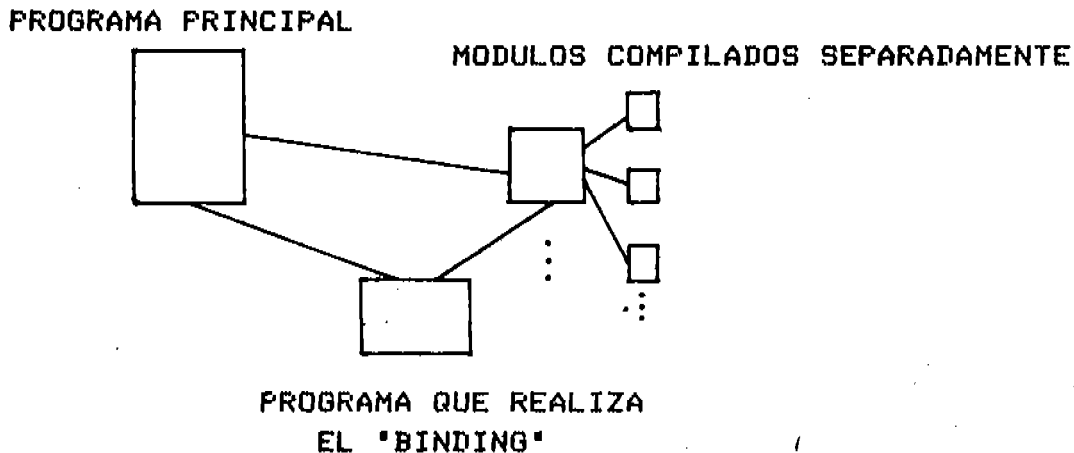 PROGRAMA PRINCIPAL
MODULOS COMPILADOS SEPARADAMENTE
PROGRAMA QUE REALIZA
EL "BINDING"